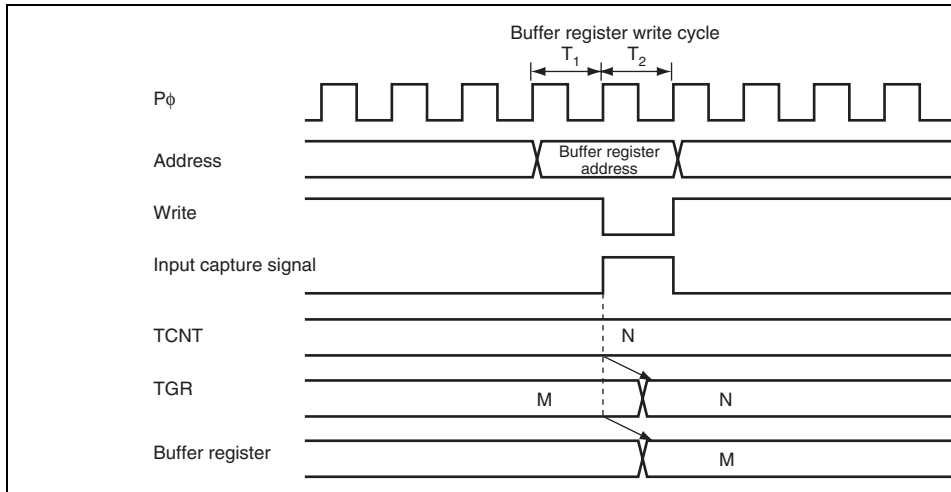 Buffer register write cycle
T1 T2
Pϕ
Address
Buffer register
address
Write
Input capture signal
TCNT
N
TGR
M N
Buffer register
M